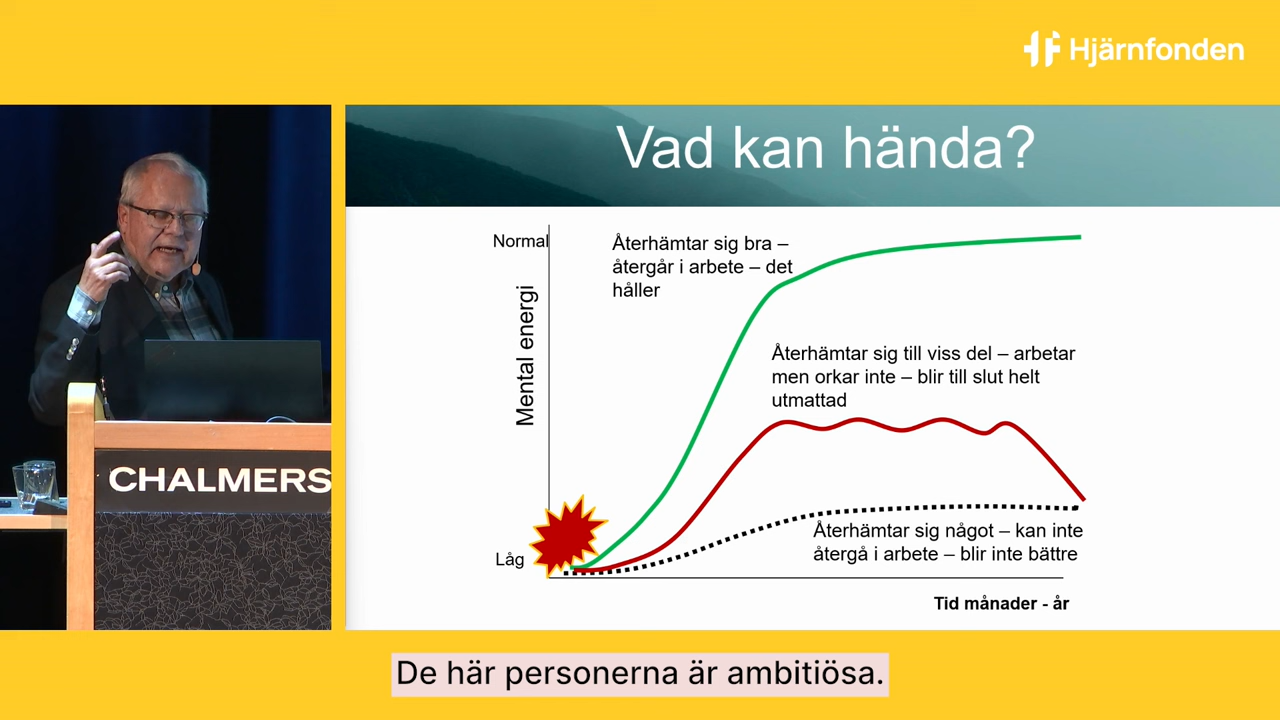 Hjärnfonden
Vad kan hända?
Normal
Återhämtar sig bra –
återgår i arbete – det
håller
Mental energi
Återhämtar sig till viss del – arbetar
men orkar inte – blir till slut helt
utmattad
CHALMERS
Återhämtar sig något – kan inte
återgå i arbete – blir inte bättre
Låg
Tid månader - år
De här personerna är ambitiösa.